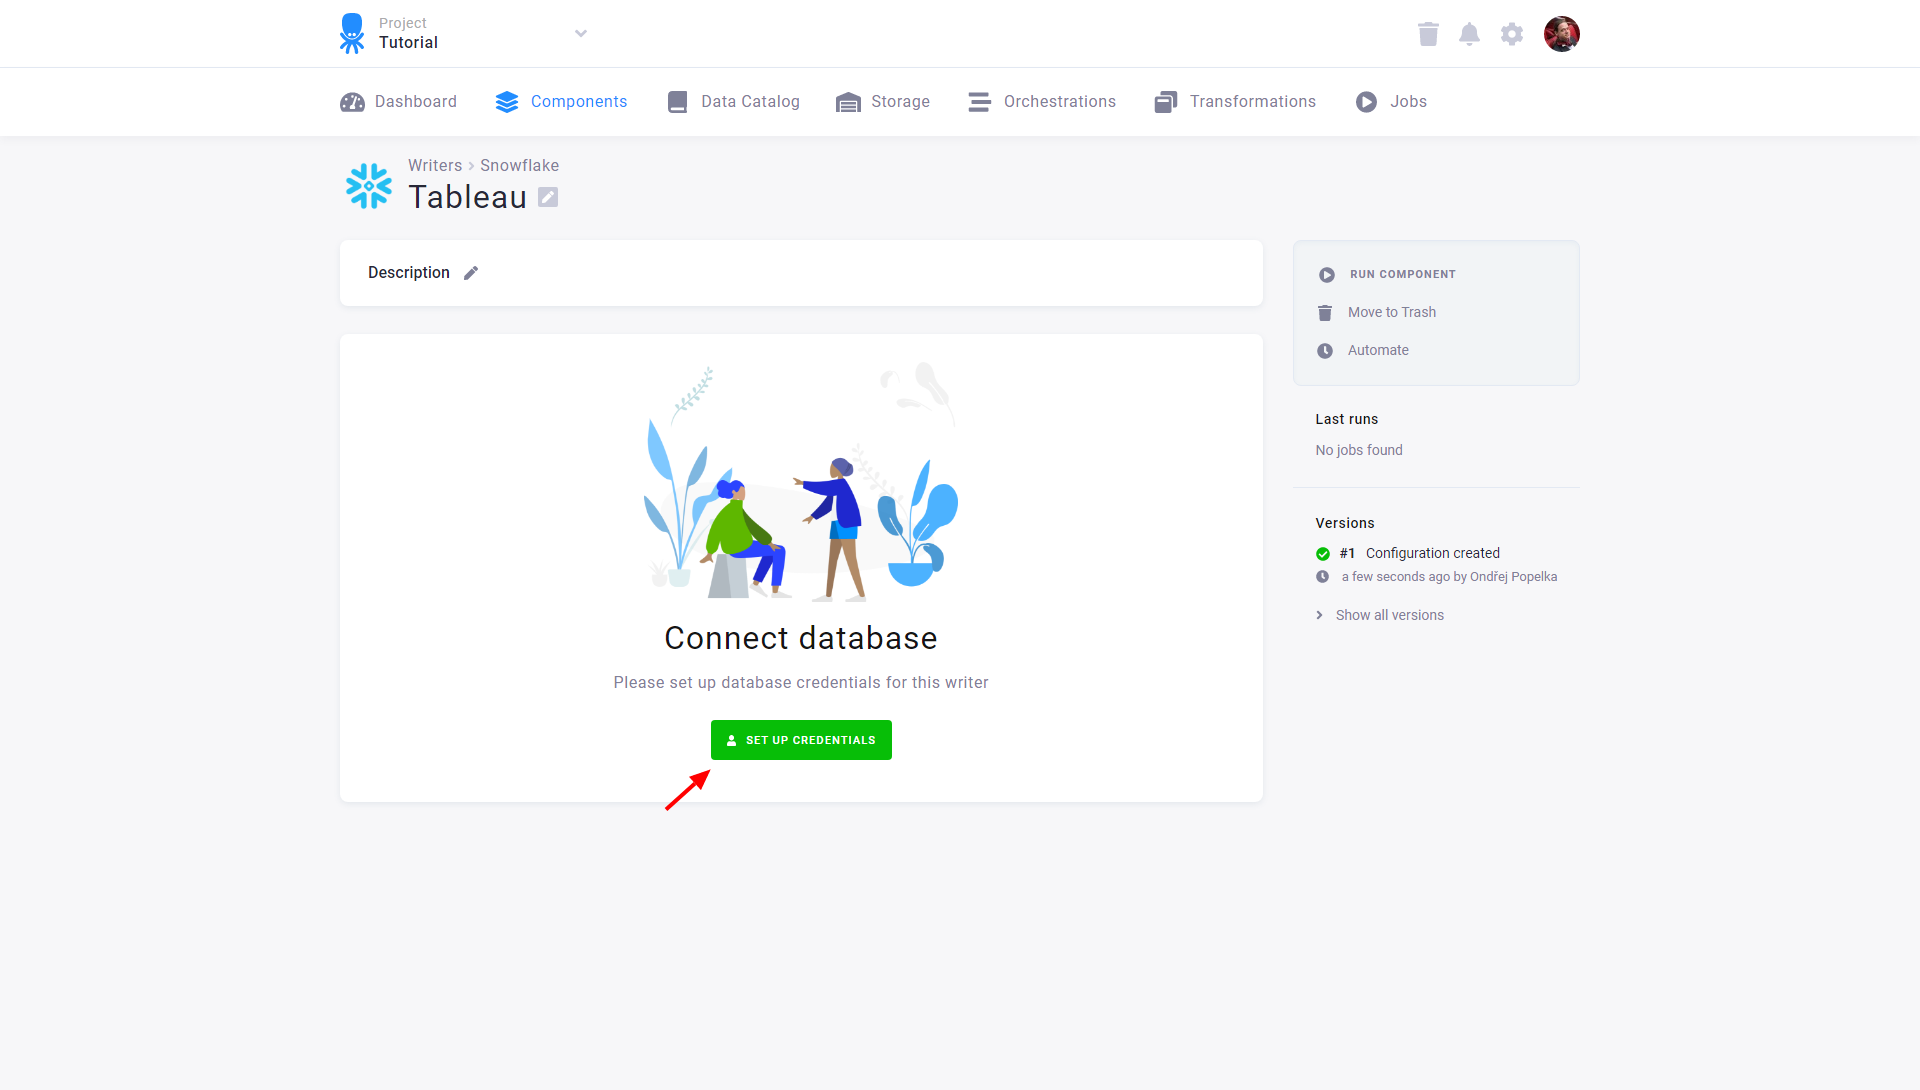 Project
Tutorial
Dashboard
Components
Data Catalog
Storage
Orchestrations
Transformations
Jobs
Writers
Snowflake
Tableau
Description
RUN COMPONENT
Move to Trash
Automate
Last runs
No jobs found
Versions
#1 Configuration created
a few seconds ago by Ondřej Popelka
Show all versions
Connect database
Please set up database credentials for this writer
SET UP CREDENTIALS